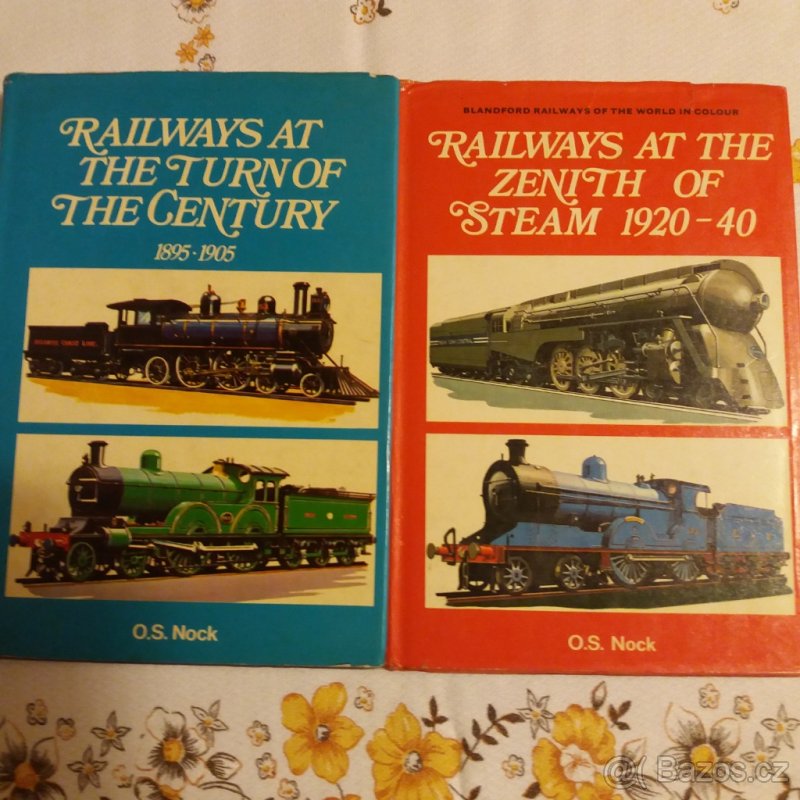 RAILWAYS AT
THE TURN OF
THE CENTURY
1895-1905
O.S. Nock
BLANDFORD RAILWAYS OF THE WORLD IN COLOUR
RAILWAYS AT THE
ZENITH OF
STEAM 1920-40
O.S. Nock
Bazos.cz